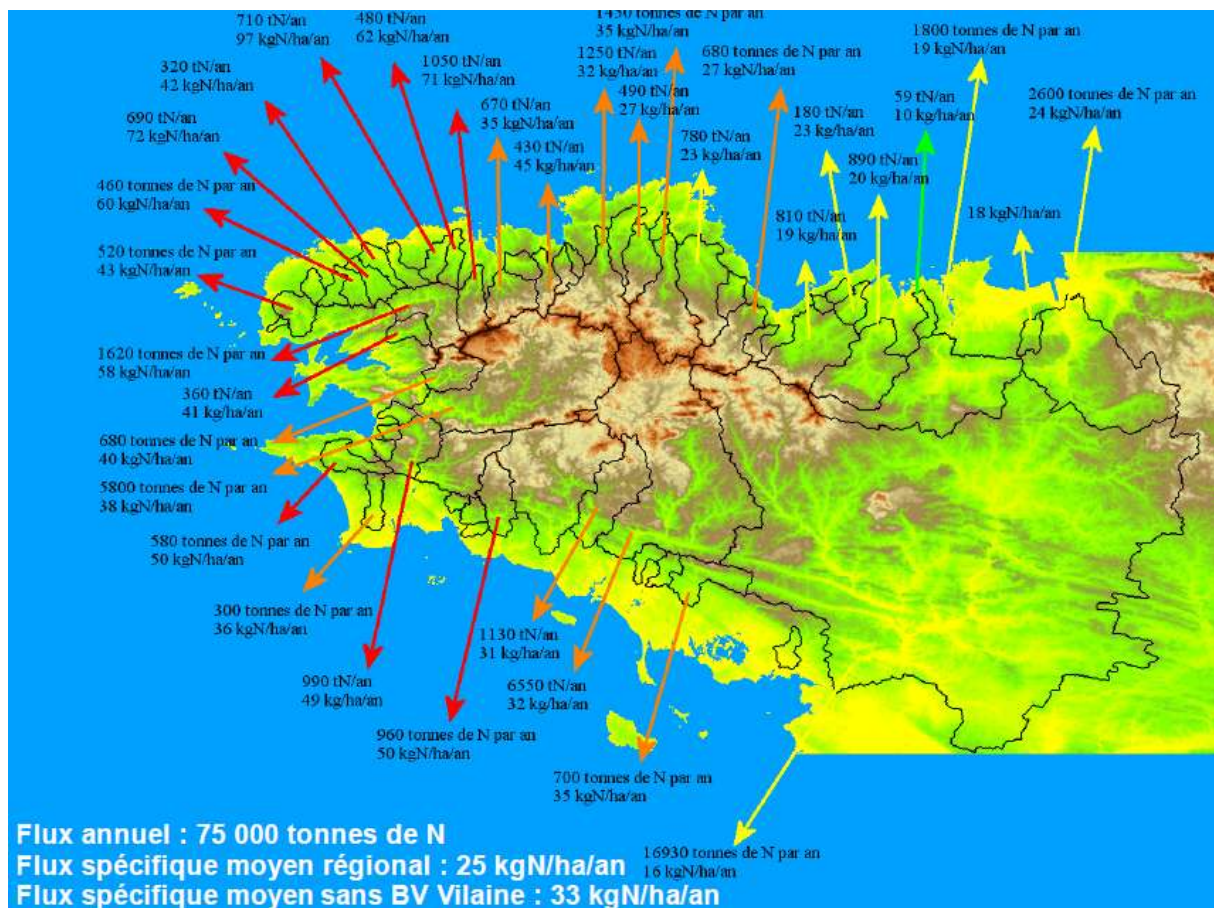 710 tN/an
97 kgN/ha/an
480 tN/an
62 kgN/ha/an
1450 tonnes de N par an
35 kgN/ha/an
1800 tonnes de N par an
19 kgN/ha/an
320 tN/an
42 kgN/ha/an
1050 tN/an
71 kgN/ha/an
1250 tN/an
32 kg/ha/an
680 tonnes de N par an
27 kgN/ha/an
690 tN/an
72 kgN/ha/an
670 tN/an
35 kgN/ha/an
490 tN/an
27 kg/ha/an
180 tN/an
23 kg/ha/an
59 tN/an
10 kg/ha/an
2600 tonnes de N par an
24 kgN/ha/an
430 tN/an
45 kg/ha/an
780 tN/an
23 kg/ha/an
890 tN/an
20 kg/ha/an
460 tonnes de N par an
60 kgN/ha/an
810 tN/an
19 kg/ha/an
18 kgN/ha/an
520 tonnes de N par an
43 kgN/ha/an
1620 tonnes de N par an
58 kgN/ha/an
360 tN/an
41 kg/ha/an
680 tonnes de N par an
40 kgN/ha/an
5800 tonnes de N par an
38 kgN/ha/an
580 tonnes de N par an
50 kgN/ha/an
300 tonnes de N par an
36 kgN/ha/an
990 tN/an
49 kgN/ha/an
1130 tN/an
31 kg/ha/an
6550 tN/an
32 kg/ha/an
960 tonnes de N par an
50 kgN/ha/an
700 tonnes de N par an
35 kgN/ha/an
16930 tonnes de N par an
16 kgN/ha/an
Flux annuel : 75 000 tonnes de N
Flux spécifique moyen régional : 25 kgN/ha/an
Flux spécifique moyen sans BV Vilaine : 33 kgN/ha/an